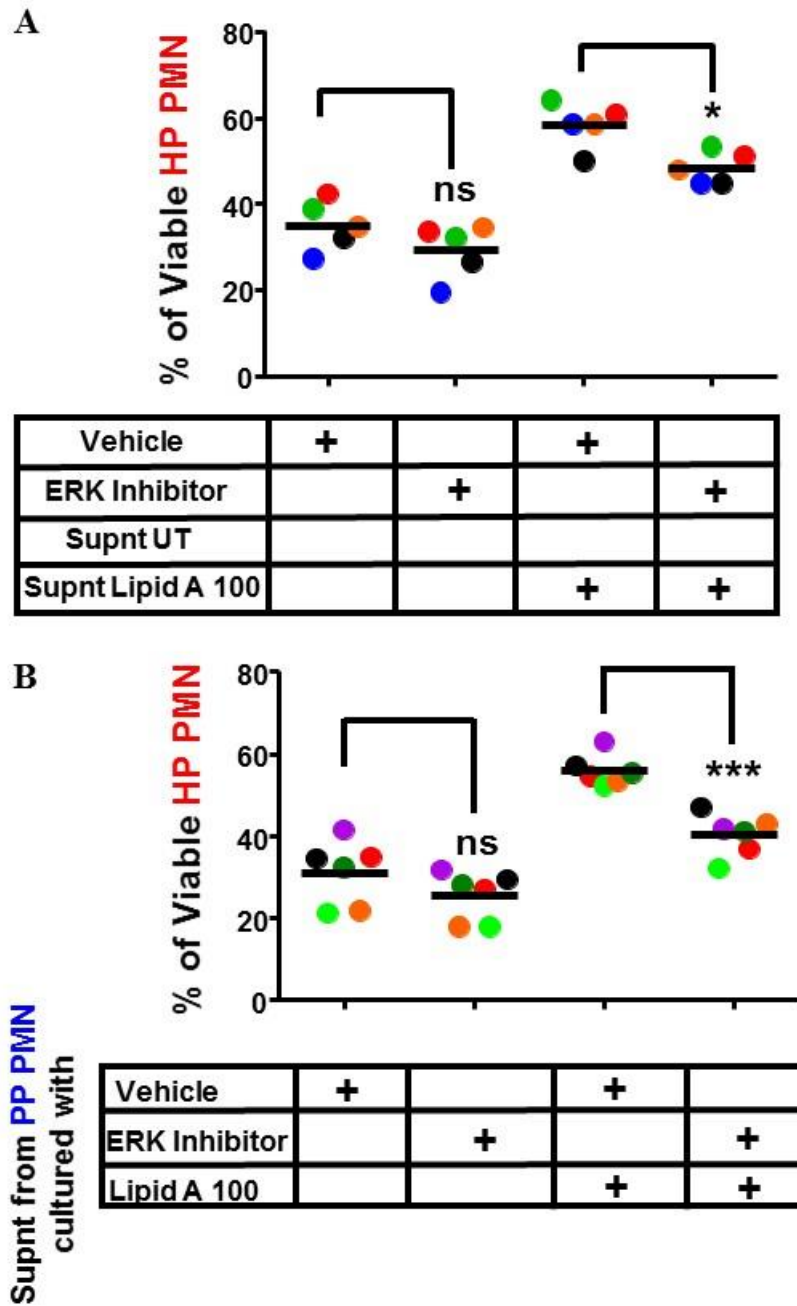 A
% of Viable HP PMN
80
60
40
20
0
ns
*
Vehicle + +
ERK Inhibitor + +
Supnt UT
Supnt Lipid A 100 + +
B
% of Viable HP PMN
80
60
40
20
0
ns
***
Supnt from PP PMN
cultured with
Vehicle + +
ERK Inhibitor + +
Lipid A 100 + +